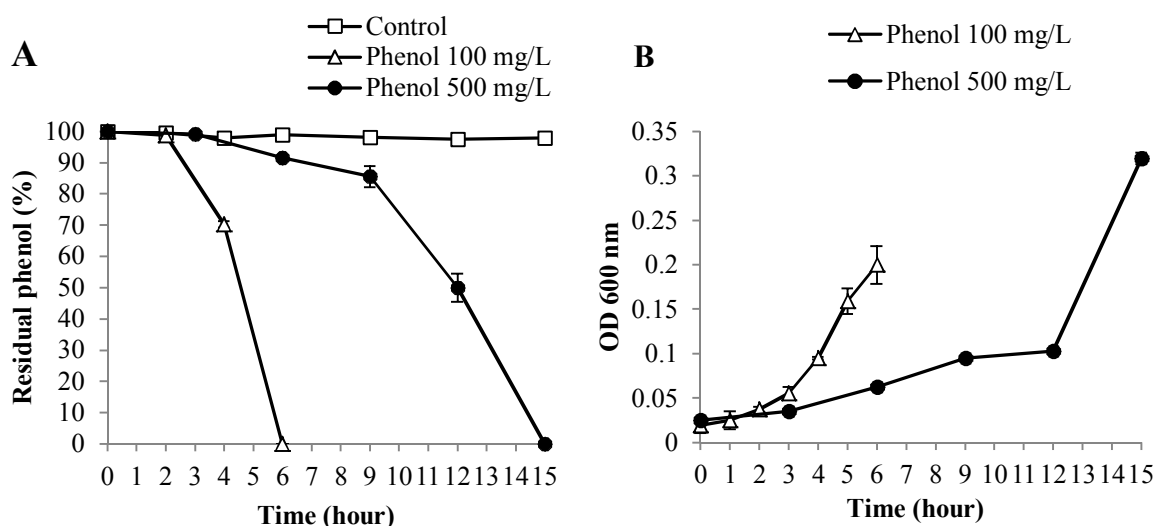 A
Control
Phenol 100 mg/L
Phenol 500 mg/L
Residual phenol (%)
100
90
80
70
60
50
40
30
20
10
0
0 1 2 3 4 5 6 7 8 9 10 11 12 13 14 15
Time (hour)
B
Phenol 100 mg/L
Phenol 500 mg/L
OD 600 nm
0.35
0.3
0.25
0.2
0.15
0.1
0.05
0
0 1 2 3 4 5 6 7 8 9 10 11 12 13 14 15
Time (hour)